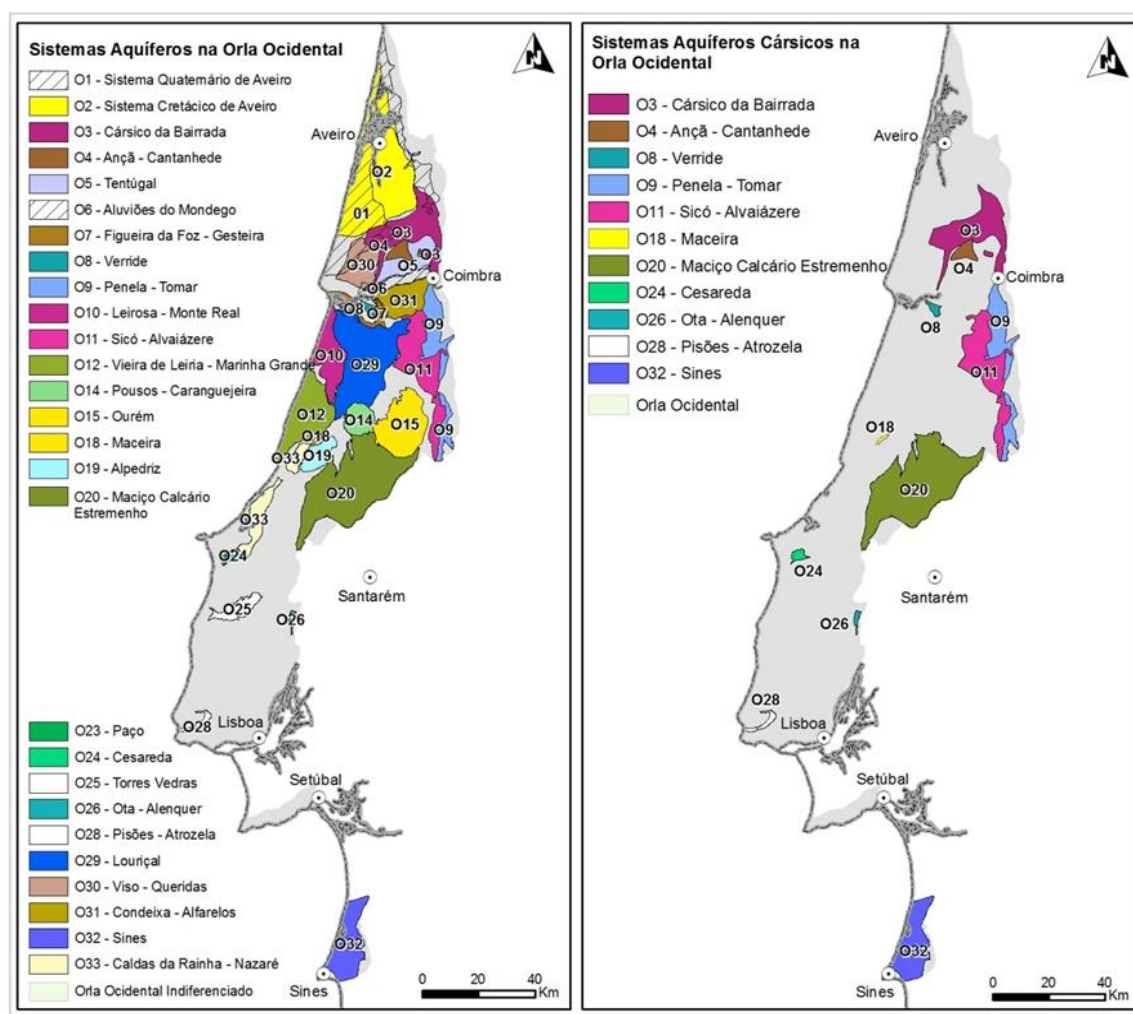 Sistemas Aquíferos na Orla Ocidental
N
O1 - Sistema Quaternário de Aveiro
O2 - Sistema Cretácico de Aveiro
O3 - Cársico da Bairrada
O4 - Ançã - Cantanhede
O5 - Tentúgal
O6 - Aluviões do Mondego
O7 - Figueira da Foz - Gesteira
O8 - Verride
O9 - Penela - Tomar
O10 - Leirosa - Monte Real
O11 - Sicó - Alvaiázere
O12 - Vieira de Leiria - Marinha Grande
O14 - Pousos - Caranguejeira
O15 - Ourém
O18 - Maceira
O19 - Alpedriz
O20 - Maciço Calcário
Estremenho
O23 - Paço
O24 - Cesareda
O25 - Torres Vedras
O26 - Ota - Alenquer
O28 - Pisões - Atrozela
O29 - Louriçal
O30 - Viso - Queridas
O31 - Condeixa - Alfarelos
O32 - Sines
O33 - Caldas da Rainha - Nazaré
Orla Ocidental Indiferenciado
Aveiro
O2
01
O3
O4
O3
O30
O5
Coimbra
O6
O31
O8
O7
O9
O10
O29
O11
O12
O14
O15
O18
O9
O33
O19
O20
O33
O24
Santarém
O25
O26
O28
Lisboa
Setúbal
O32
Sines
0 20 40
Km
Sistemas Aquíferos Cársicos na
Orla Ocidental
N
O3 - Cársico da Bairrada
O4 - Ançã - Cantanhede
O8 - Verride
O9 - Penela - Tomar
O11 - Sicó - Alvaiázere
O18 - Maceira
O20 - Maciço Calcário Estremenho
O24 - Cesareda
O26 - Ota - Alenquer
O28 - Pisões - Atrozela
O32 - Sines
Orla Ocidental
Aveiro
O3
O4
Coimbra
O8
O9
O11
O18
O20
O24
Santarém
O26
O28
Lisboa
Setúbal
O32
Sines
0 20 40
Km